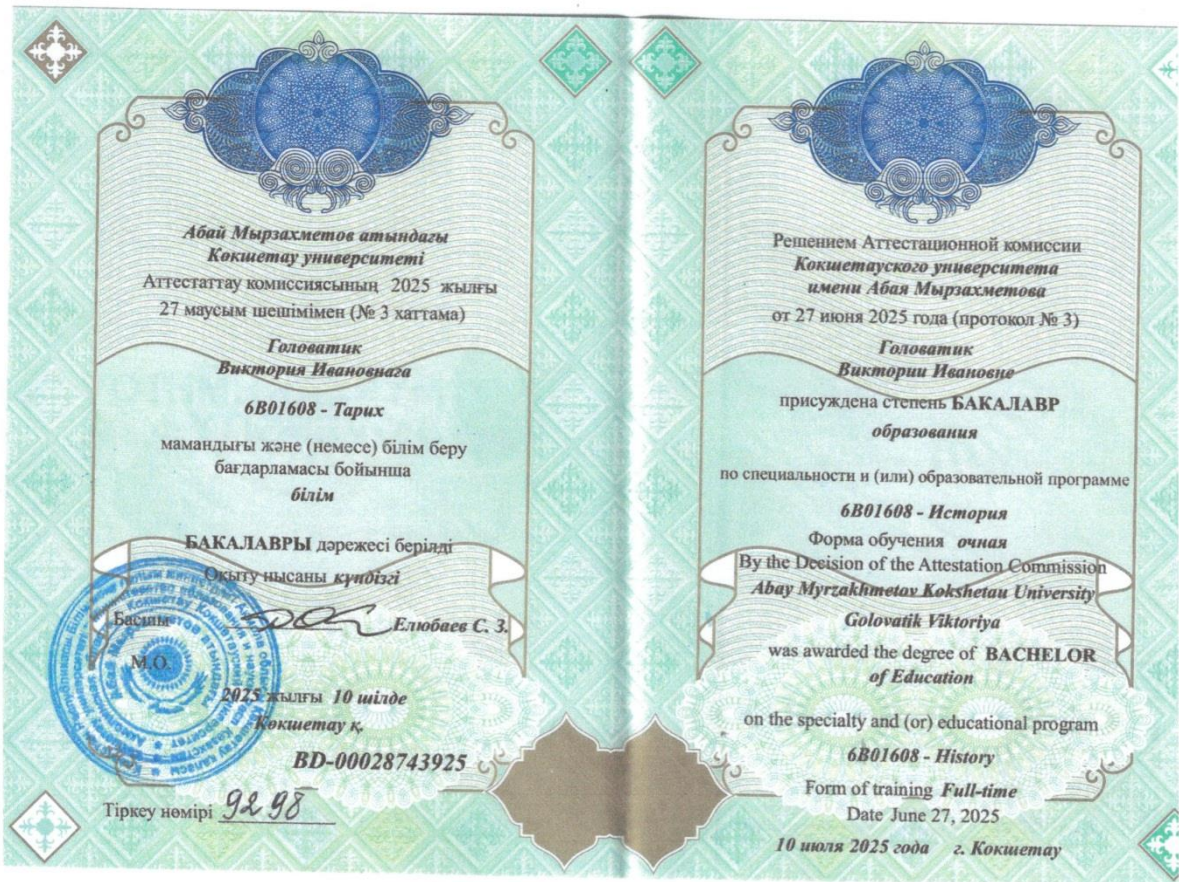 Абай Мырзахметов атындағы
Көкшетау университеті
Аттестаттау комиссиясының 2025 жылғы
27 маусым шешімімен (№ 3 хаттама)
Головатик
Виктория Ивановнаға
6В01608 - Тарих
мамандығы және (немесе) білім беру
бағдарламасы бойынша
білім
БАКАЛАВРЫ дәрежесі берілді
Оқыту нысаны күндізгі
Басшы Елюбаев С. З.
М.О.
2025 жылғы 10 шілде
Көкшетау қ.
BD-00028743925
Тіркеу нөмірі 9298
Решением Аттестационной комиссии
Кокшетауского университета
имени Абая Мырзахметова
от 27 июня 2025 года (протокол № 3)
Головатик
Виктории Ивановне
присуждена степень БАКАЛАВР
образования
по специальности и (или) образовательной программе
6В01608 - История
Форма обучения очная
By the Decision of the Attestation Commission
Abay Myrzakhmetov Kokshetau University
Golovatik Viktoriya
was awarded the degree of BACHELOR
of Education
on the specialty and (or) educational program
6B01608 - History
Form of training Full-time
Date June 27, 2025
10 июля 2025 года г. Кокшетау